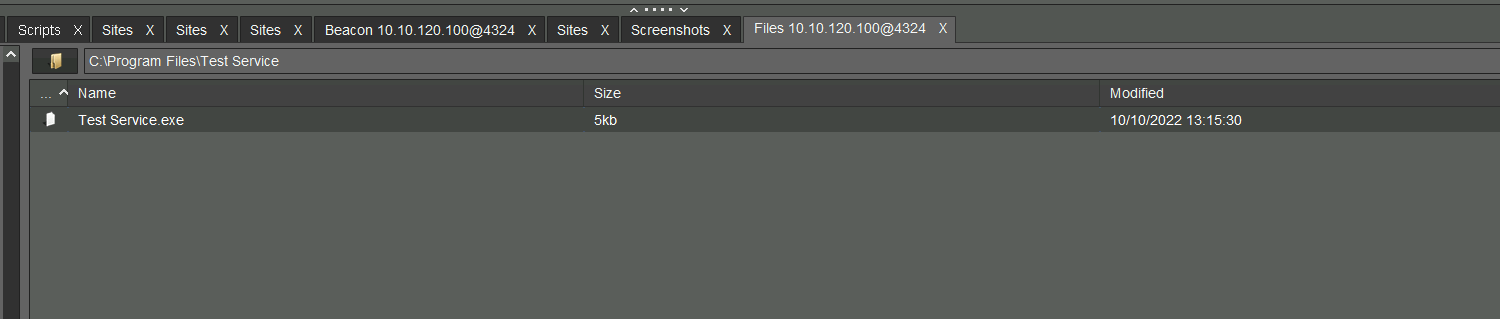 Scripts X Sites X Sites X Sites X Beacon 10.10.120.100@4324 X Sites X Screenshots X Files 10.10.120.100@4324 X
C:\Program Files\Test Service
... Name Size Modified
Test Service.exe 5kb 10/10/2022 13:15:30